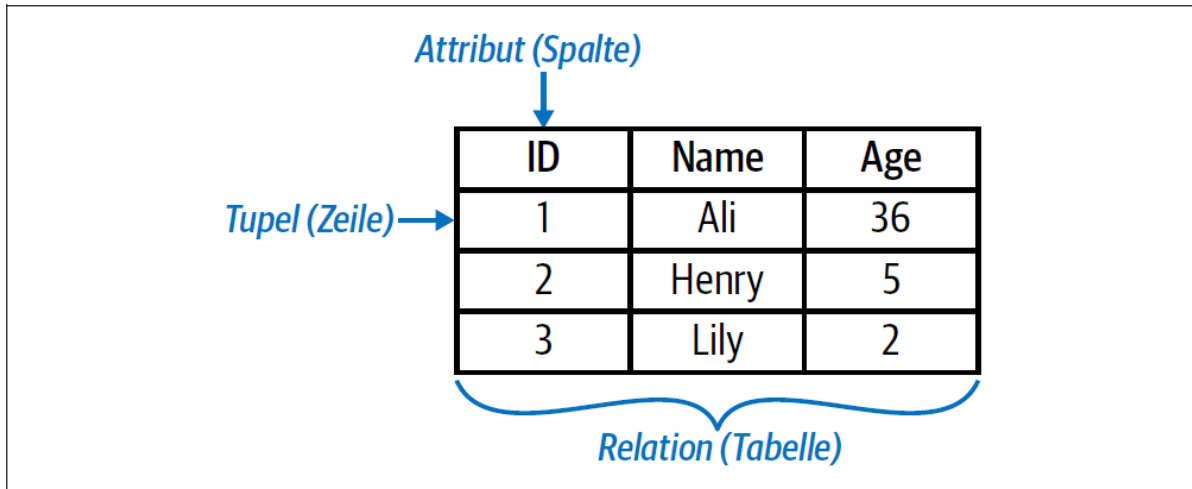 Attribut (Spalte)
ID Name Age
Tupel (Zeile) 1 Ali 36
2 Henry 5
3 Lily 2
Relation (Tabelle)